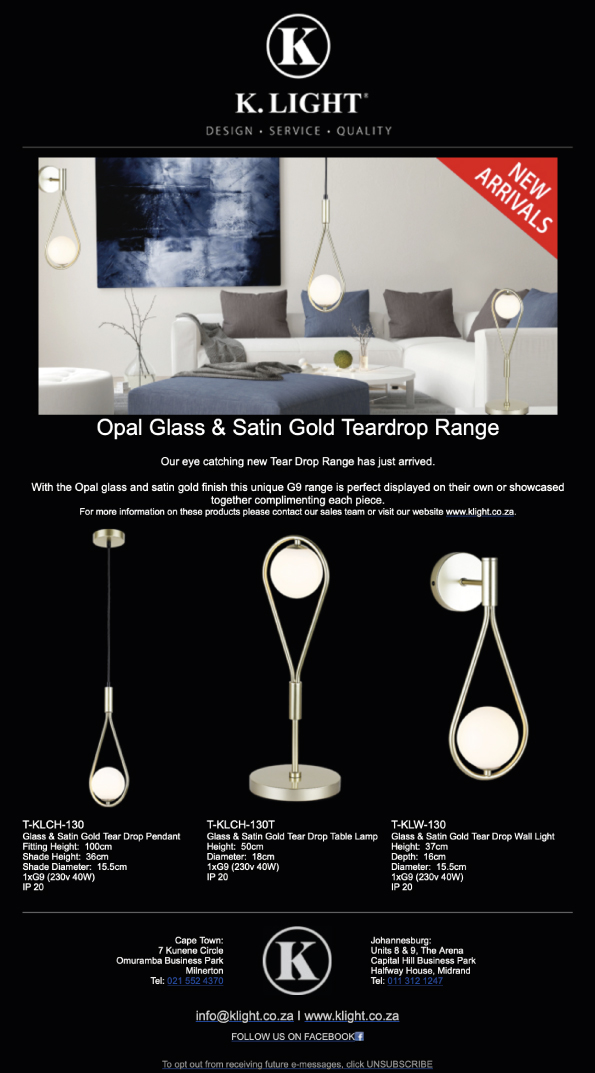 K
K. LIGHT®
DESIGN • SERVICE • QUALITY
NEW
ARRIVALS
Opal Glass & Satin Gold Teardrop Range
Our eye catching new Tear Drop Range has just arrived.
With the Opal glass and satin gold finish this unique G9 range is perfect displayed on their own or showcased
together complimenting each piece.
For more information on these products please contact our sales team or visit our website www.klight.co.za.
T-KLCH-130
Glass & Satin Gold Tear Drop Pendant
Fitting Height: 100cm
Shade Height: 36cm
Shade Diameter: 15.5cm
1xG9 (230v 40W)
IP 20
T-KLCH-130T
Glass & Satin Gold Tear Drop Table Lamp
Height: 50cm
Diameter: 18cm
1xG9 (230v 40W)
IP 20
T-KLW-130
Glass & Satin Gold Tear Drop Wall Light
Height: 37cm
Depth: 16cm
Diameter: 15.5cm
1xG9 (230v 40W)
IP 20
Cape Town:
7 Kunene Circle
Omuramba Business Park
Milnerton
Tel: 021 552 4370
K
Johannesburg:
Units 8 & 9, The Arena
Capital Hill Business Park
Halfway House, Midrand
Tel: 011 312 1247
info@klight.co.za I www.klight.co.za
FOLLOW US ON FACEBOOK
To opt out from receiving future e-messages, click UNSUBSCRIBE